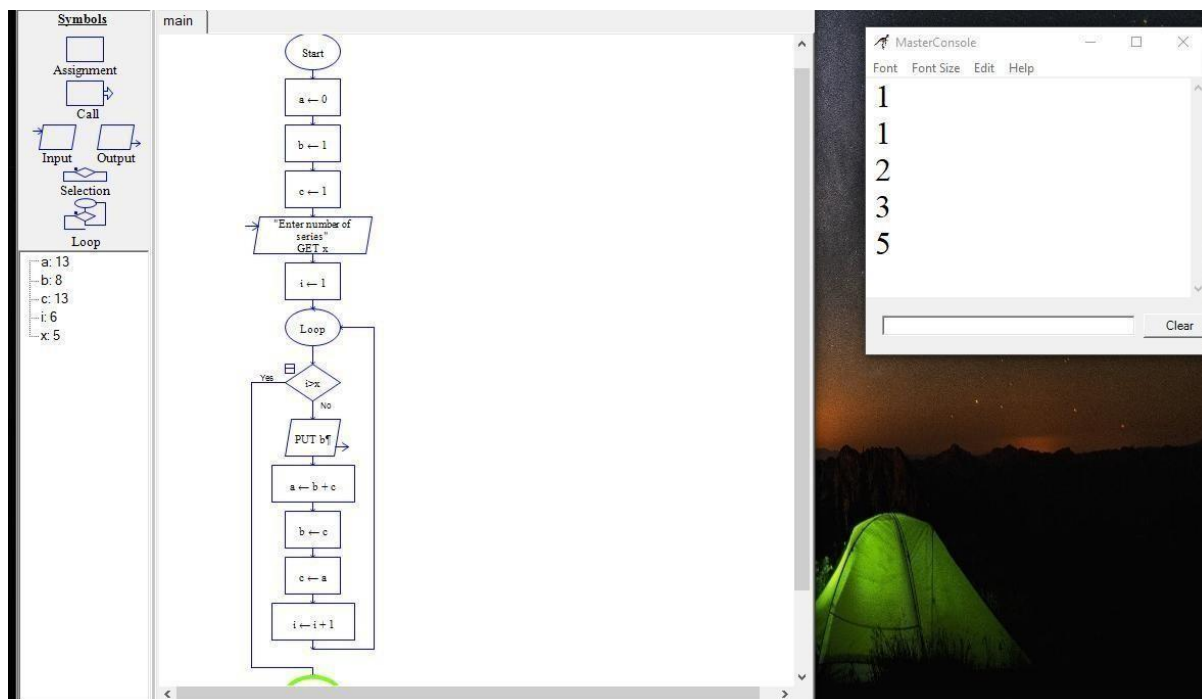 Symbols
Assignment
Call
Input Output
Selection
Loop
a: 13
b: 8
c: 13
i: 6
x: 5
main
Start
a ← 0
b ← 1
c ← 1
"Enter number of
series"
GET x
i ← 1
Loop
Yes
i>x
No
PUT b¶
a ← b + c
b ← c
c ← a
i ← i + 1
MasterConsole
Font Font Size Edit Help
1
1
2
3
5
Clear